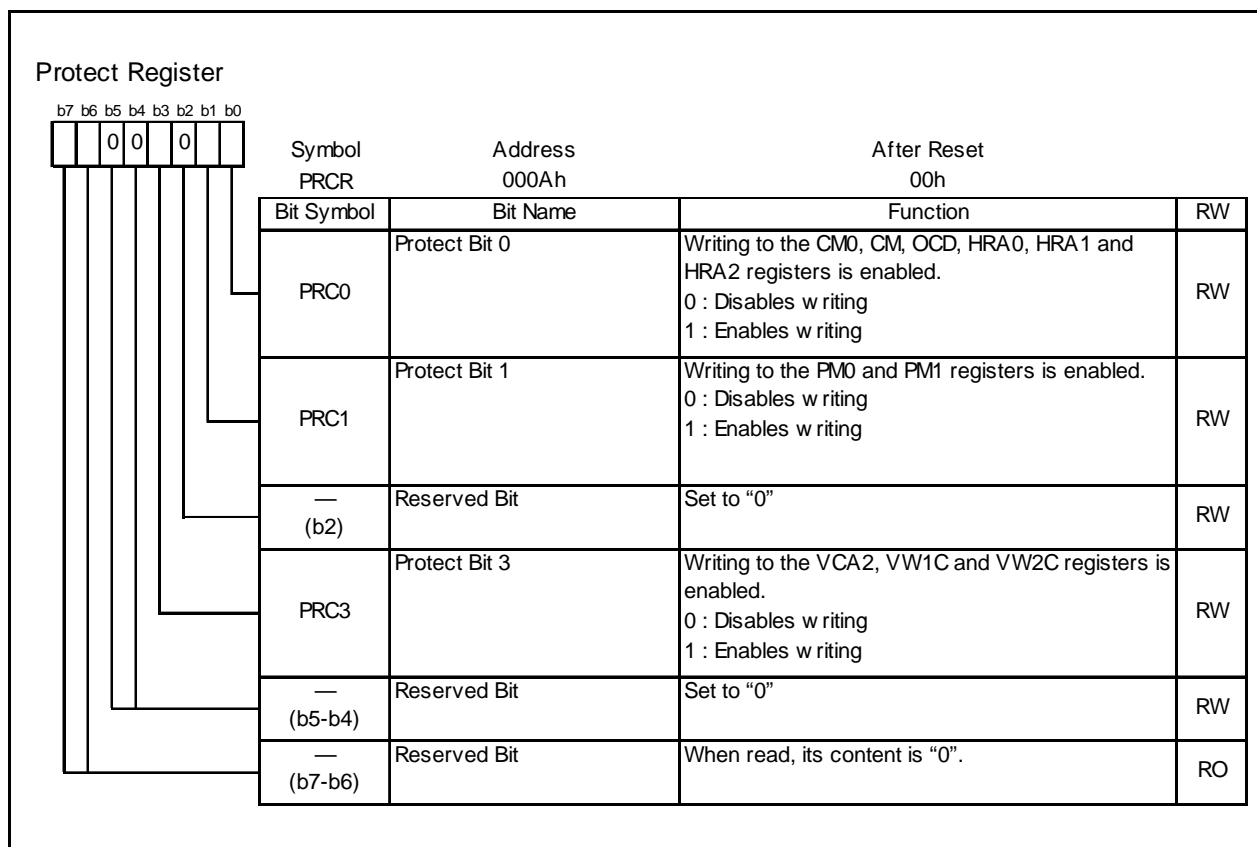 Protect Register
b7 b6 b5 b4 b3 b2 b1 b0
0 0 0
Symbol Address After Reset
PRCR 000Ah 00h
Bit Symbol Bit Name Function RW
PRC0 Protect Bit 0 Writing to the CM0, CM, OCD, HRA0, HRA1 and
HRA2 registers is enabled.
0 : Disables w riting
1 : Enables w riting
RW
PRC1 Protect Bit 1 Writing to the PM0 and PM1 registers is enabled.
0 : Disables w riting
1 : Enables w riting
RW
—
(b2) Reserved Bit Set to “0” RW
PRC3 Protect Bit 3 Writing to the VCA2, VW1C and VW2C registers is
enabled.
0 : Disables w riting
1 : Enables w riting
RW
—
(b5-b4) Reserved Bit Set to “0” RW
—
(b7-b6) Reserved Bit When read, its content is “0”. RO